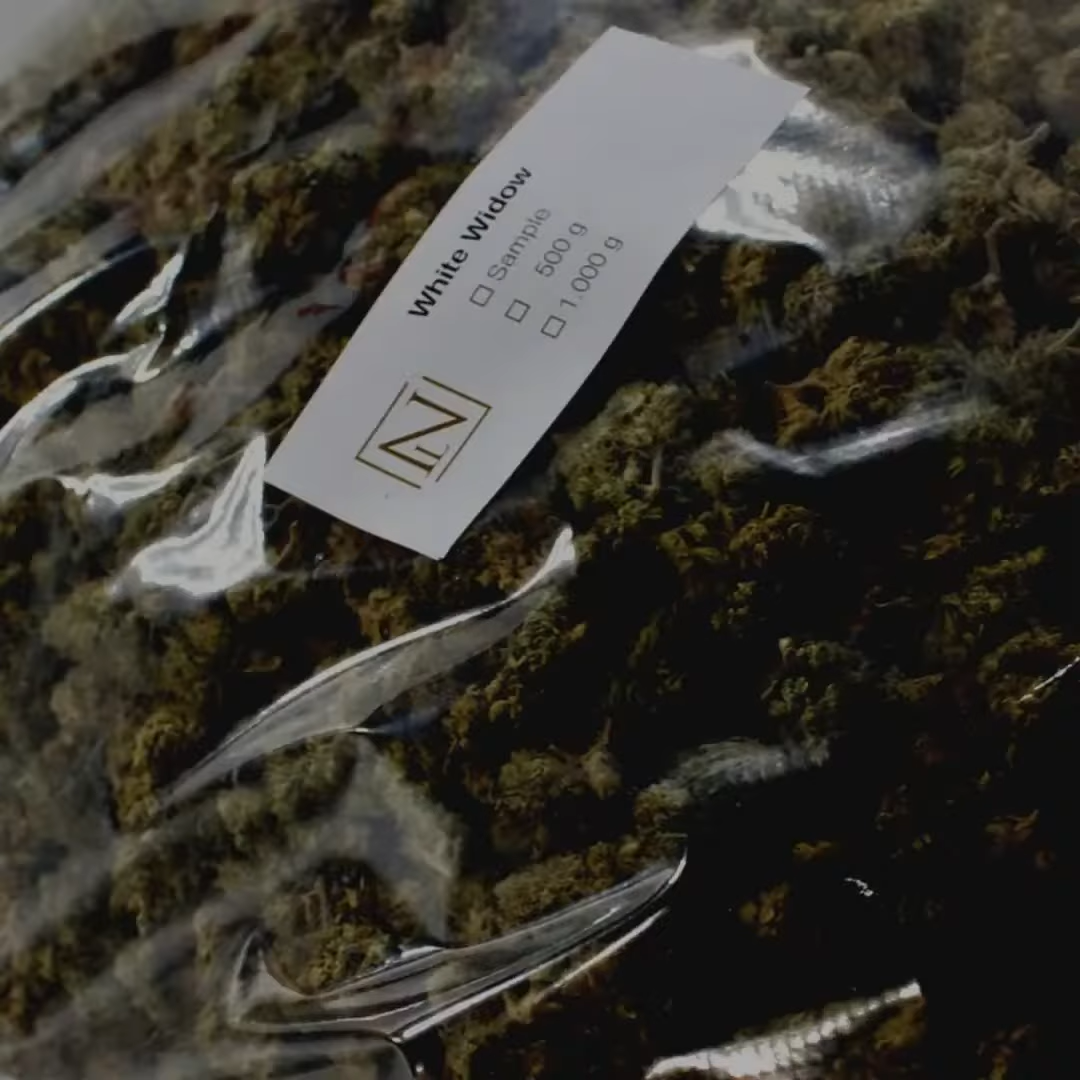 White Widow
☐ Sample
☐ 500 g
☐ 1.000 g
N